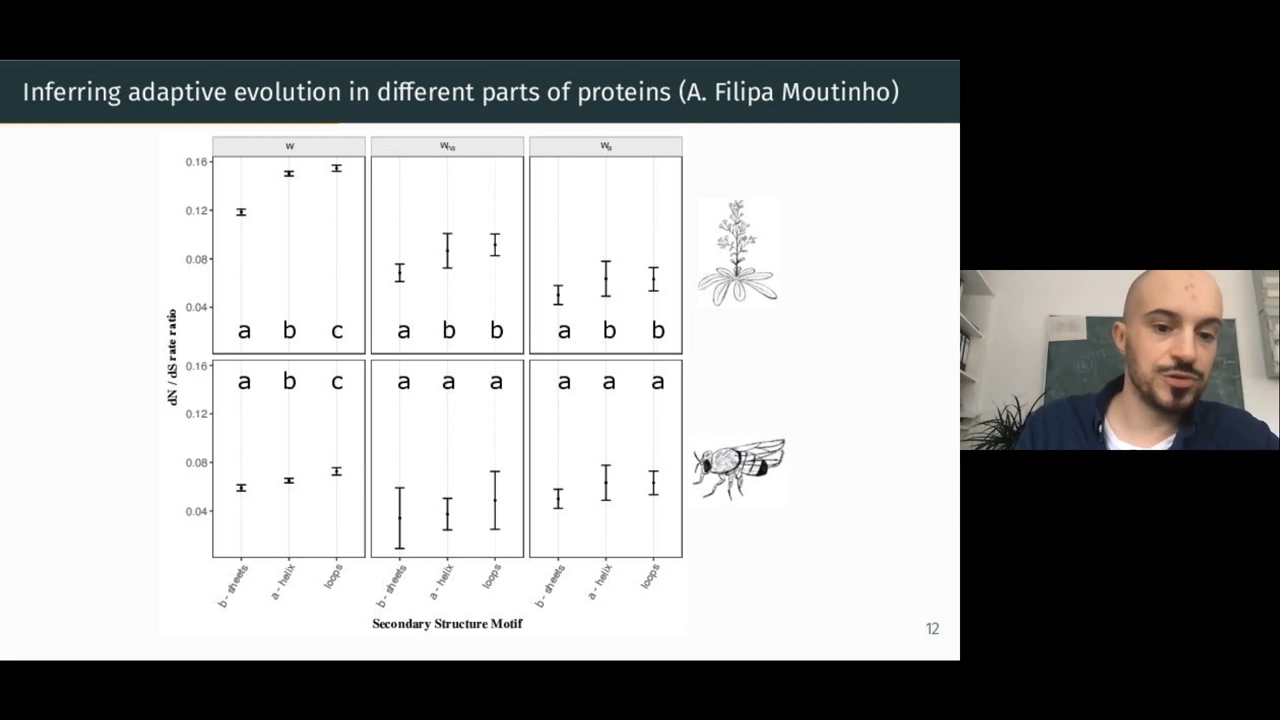 Inferring adaptive evolution in different parts of proteins (A. Filipa Moutinho)
w wna wa
0.16
0.12
0.08
0.04
a b c a b b a b b
dN / dS rate ratio
0.16
a b c a a a a a a
0.12
0.08
0.04
b - sheets a - helix loops b - sheets a - helix loops b - sheets a - helix loops
Secondary Structure Motif
12